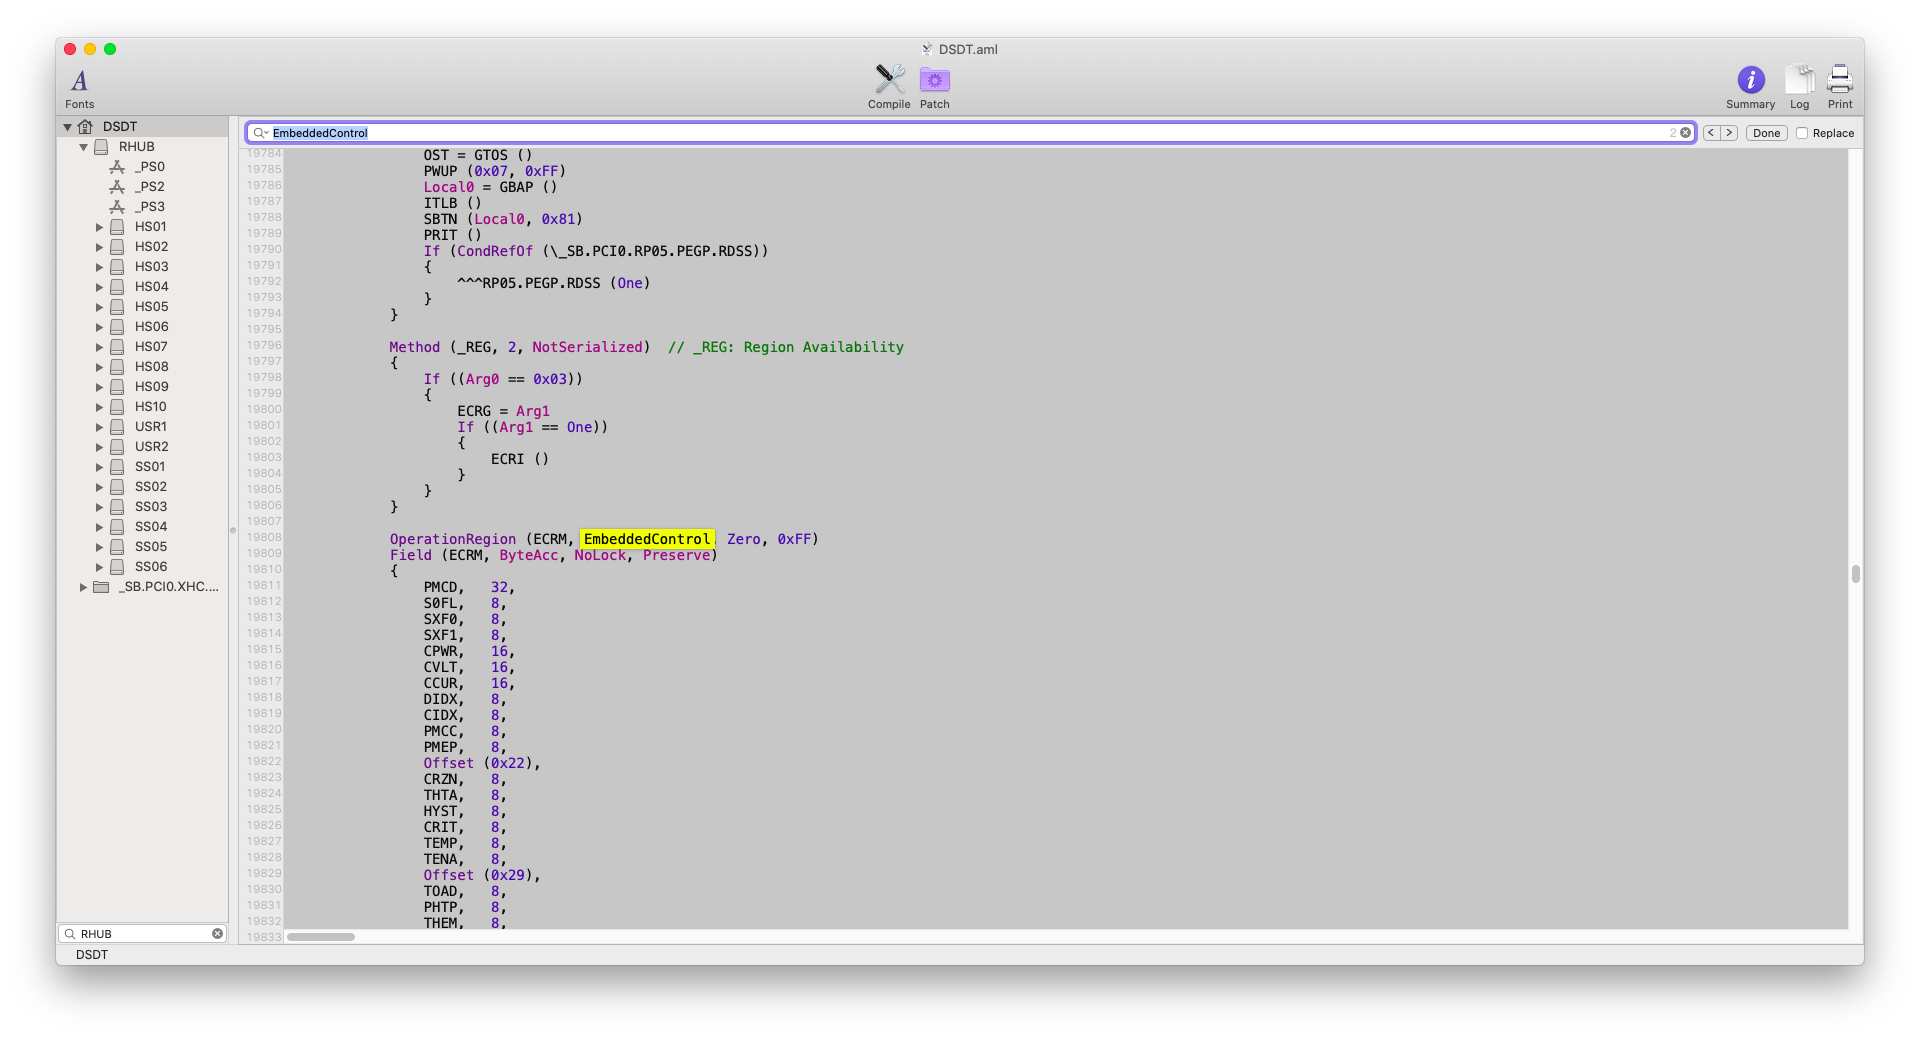 DSDT.aml
Fonts
Compile Patch
Summary Log Print
DSDT
RHUB
_PS0
_PS2
_PS3
HS01
HS02
HS03
HS04
HS05
HS06
HS07
HS08
HS09
HS10
USR1
USR2
SS01
SS02
SS03
SS04
SS05
SS06
_SB.PCI0.XHC....
RHUB
DSDT
EmbeddedControl 2 < > Done Replace
19784 OST = GTOS ()
19785 PWUP (0x07, 0xFF)
19786 Local0 = GBAP ()
19787 ITLB ()
19788 SBTN (Local0, 0x81)
19789 PRIT ()
19790 If (CondRefOf (\_SB.PCI0.RP05.PEGP.RDSS))
19791 {
19792 ^^^RP05.PEGP.RDSS (One)
19793 }
19794 }
19795
19796 Method (_REG, 2, NotSerialized)  // _REG: Region Availability
19797 {
19798 If ((Arg0 == 0x03))
19799 {
19800 ECRG = Arg1
19801 If ((Arg1 == One))
19802 {
19803 ECRI ()
19804 }
19805 }
19806 }
19807
19808 OperationRegion (ECRM, EmbeddedControl, Zero, 0xFF)
19809 Field (ECRM, ByteAcc, NoLock, Preserve)
19810 {
19811 PMCD, 32,
19812 S0FL, 8,
19813 SXF0, 8,
19814 SXF1, 8,
19815 CPWR, 16,
19816 CVLT, 16,
19817 CCUR, 16,
19818 DIDX, 8,
19819 CIDX, 8,
19820 PMCC, 8,
19821 PMEP, 8,
19822 Offset (0x22),
19823 CRZN, 8,
19824 THTA, 8,
19825 HYST, 8,
19826 CRIT, 8,
19827 TEMP, 8,
19828 TENA, 8,
19829 Offset (0x29),
19830 TOAD, 8,
19831 PHTP, 8,
19832 THEM, 8,
19833